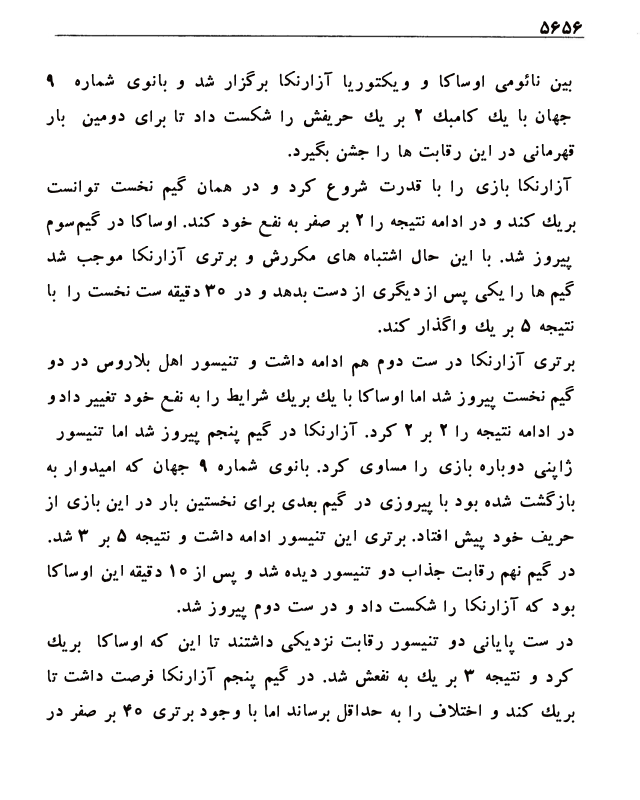 ۵۶۵۶
بین نائومی اوساکا و ویکتوریا آزارنکا برگزار شد و بانوی شماره ۹
جهان با یك کامبك ۲ بر یك حریفش را شکست داد تا برای دومین بار
قهرمانی در این رقابت ها را جشن بگیرد.
آزارنکا بازی را با قدرت شروع کرد و در همان گیم نخست توانست
بریك کند و در ادامه نتیجه را ۲ بر صفر به نفع خود کند. اوساکا در گیم سوم
پیروز شد. با این حال اشتباه های مکررش و برتری آزارنکا موجب شد
گیم ها را یکی پس از دیگری از دست بدهد و در ۳۰ دقیقه ست نخست را با
نتیجه ۵ بر یك واگذار کند.
برتری آزارنکا در ست دوم هم ادامه داشت و تنیسور اهل بلاروس در دو
گیم نخست پیروز شد اما اوساکا با یك بریك شرایط را به نفع خود تغییر دادو
در ادامه نتیجه را ۲ بر ۲ کرد. آزارنکا در گیم پنجم پیروز شد اما تنیسور
ژاپنی دوباره بازی را مساوی کرد. بانوی شماره ۹ جهان که امیدوار به
بازگشت شده بود با پیروزی در گیم بعدی برای نخستین بار در این بازی از
حریف خود پیش افتاد. برتری این تنیسور ادامه داشت و نتیجه ۵ بر ۳ شد.
در گیم نهم رقابت جذاب دو تنیسور دیده شد و پس از ۱۰ دقیقه این اوساکا
بود که آزارنکا را شکست داد و در ست دوم پیروز شد.
در ست پایانی دو تنیسور رقابت نزدیکی داشتند تا این که اوساکا بریك
کرد و نتیجه ۳ بر یك به نفعش شد. در گیم پنجم آزارنکا فرصت داشت تا
بریك کند و اختلاف را به حداقل برساند اما با وجود برتری ۴۰ بر صفر در